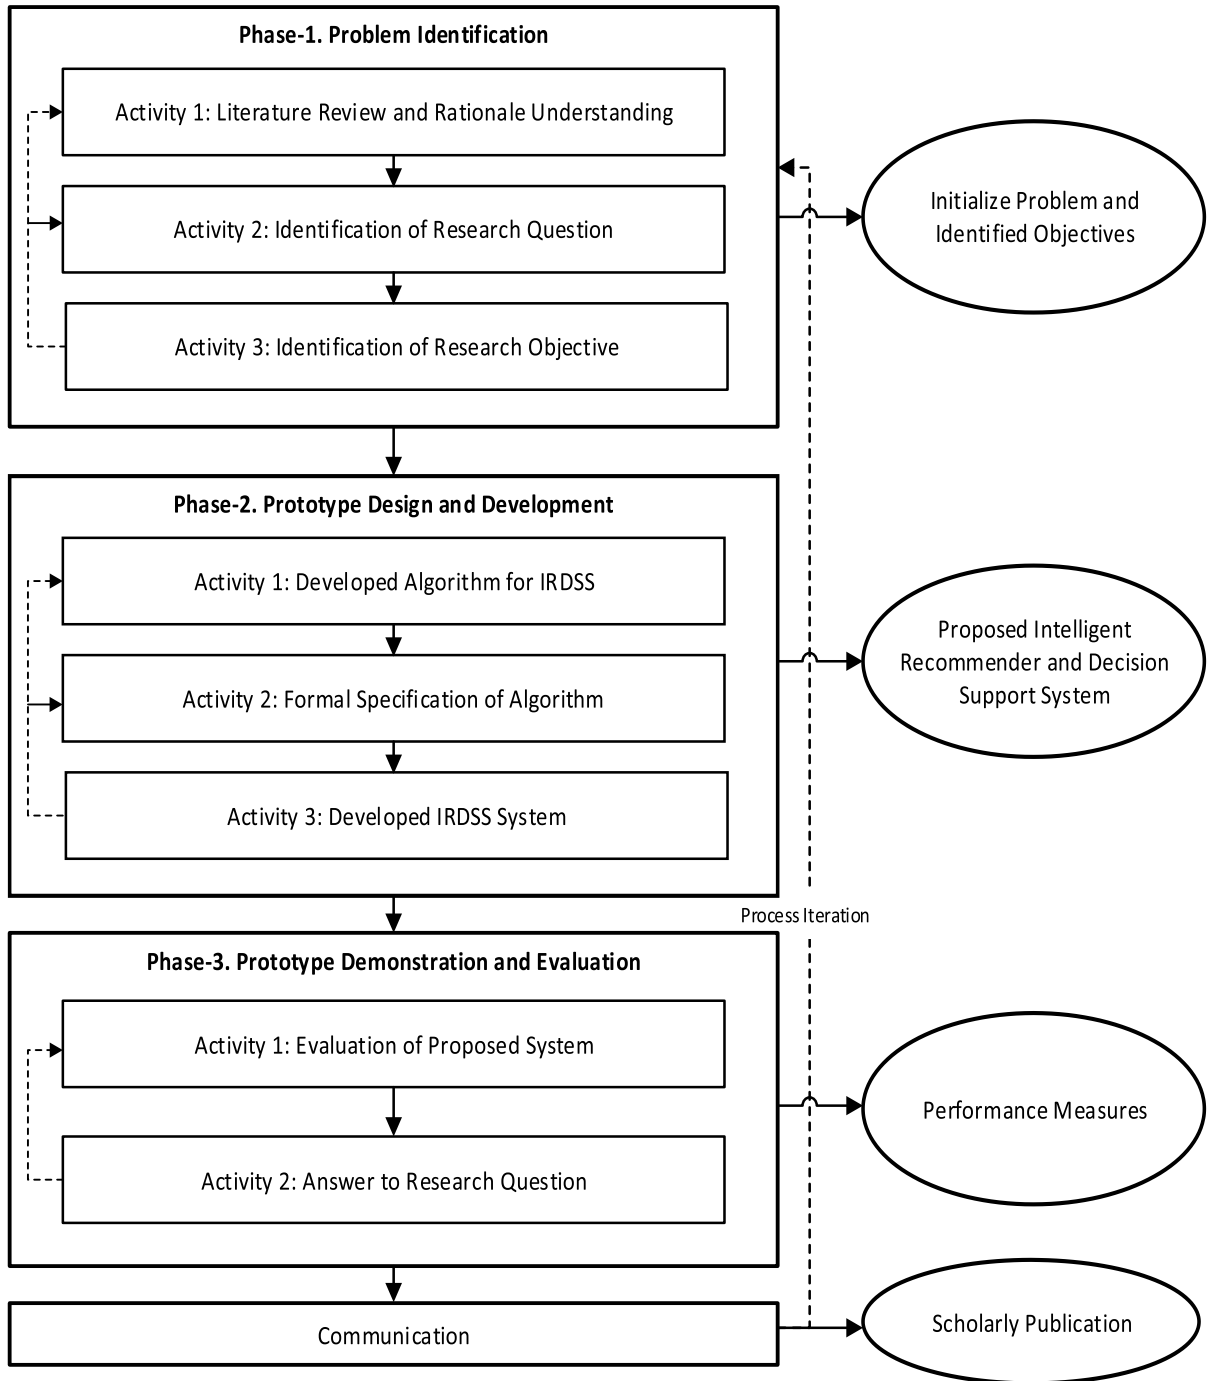 Phase-1. Problem Identification
Activity 1: Literature Review and Rationale Understanding
Activity 2: Identification of Research Question
Activity 3: Identification of Research Objective
Initialize Problem and
Identified Objectives
Phase-2. Prototype Design and Development
Activity 1: Developed Algorithm for IRDSS
Activity 2: Formal Specification of Algorithm
Activity 3: Developed IRDSS System
Proposed Intelligent
Recommender and Decision
Support System
Process Iteration
Phase-3. Prototype Demonstration and Evaluation
Activity 1: Evaluation of Proposed System
Activity 2: Answer to Research Question
Performance Measures
Communication
Scholarly Publication